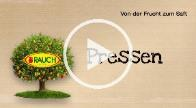 Von der Frucht zum Saft
RAUCH
Pressen